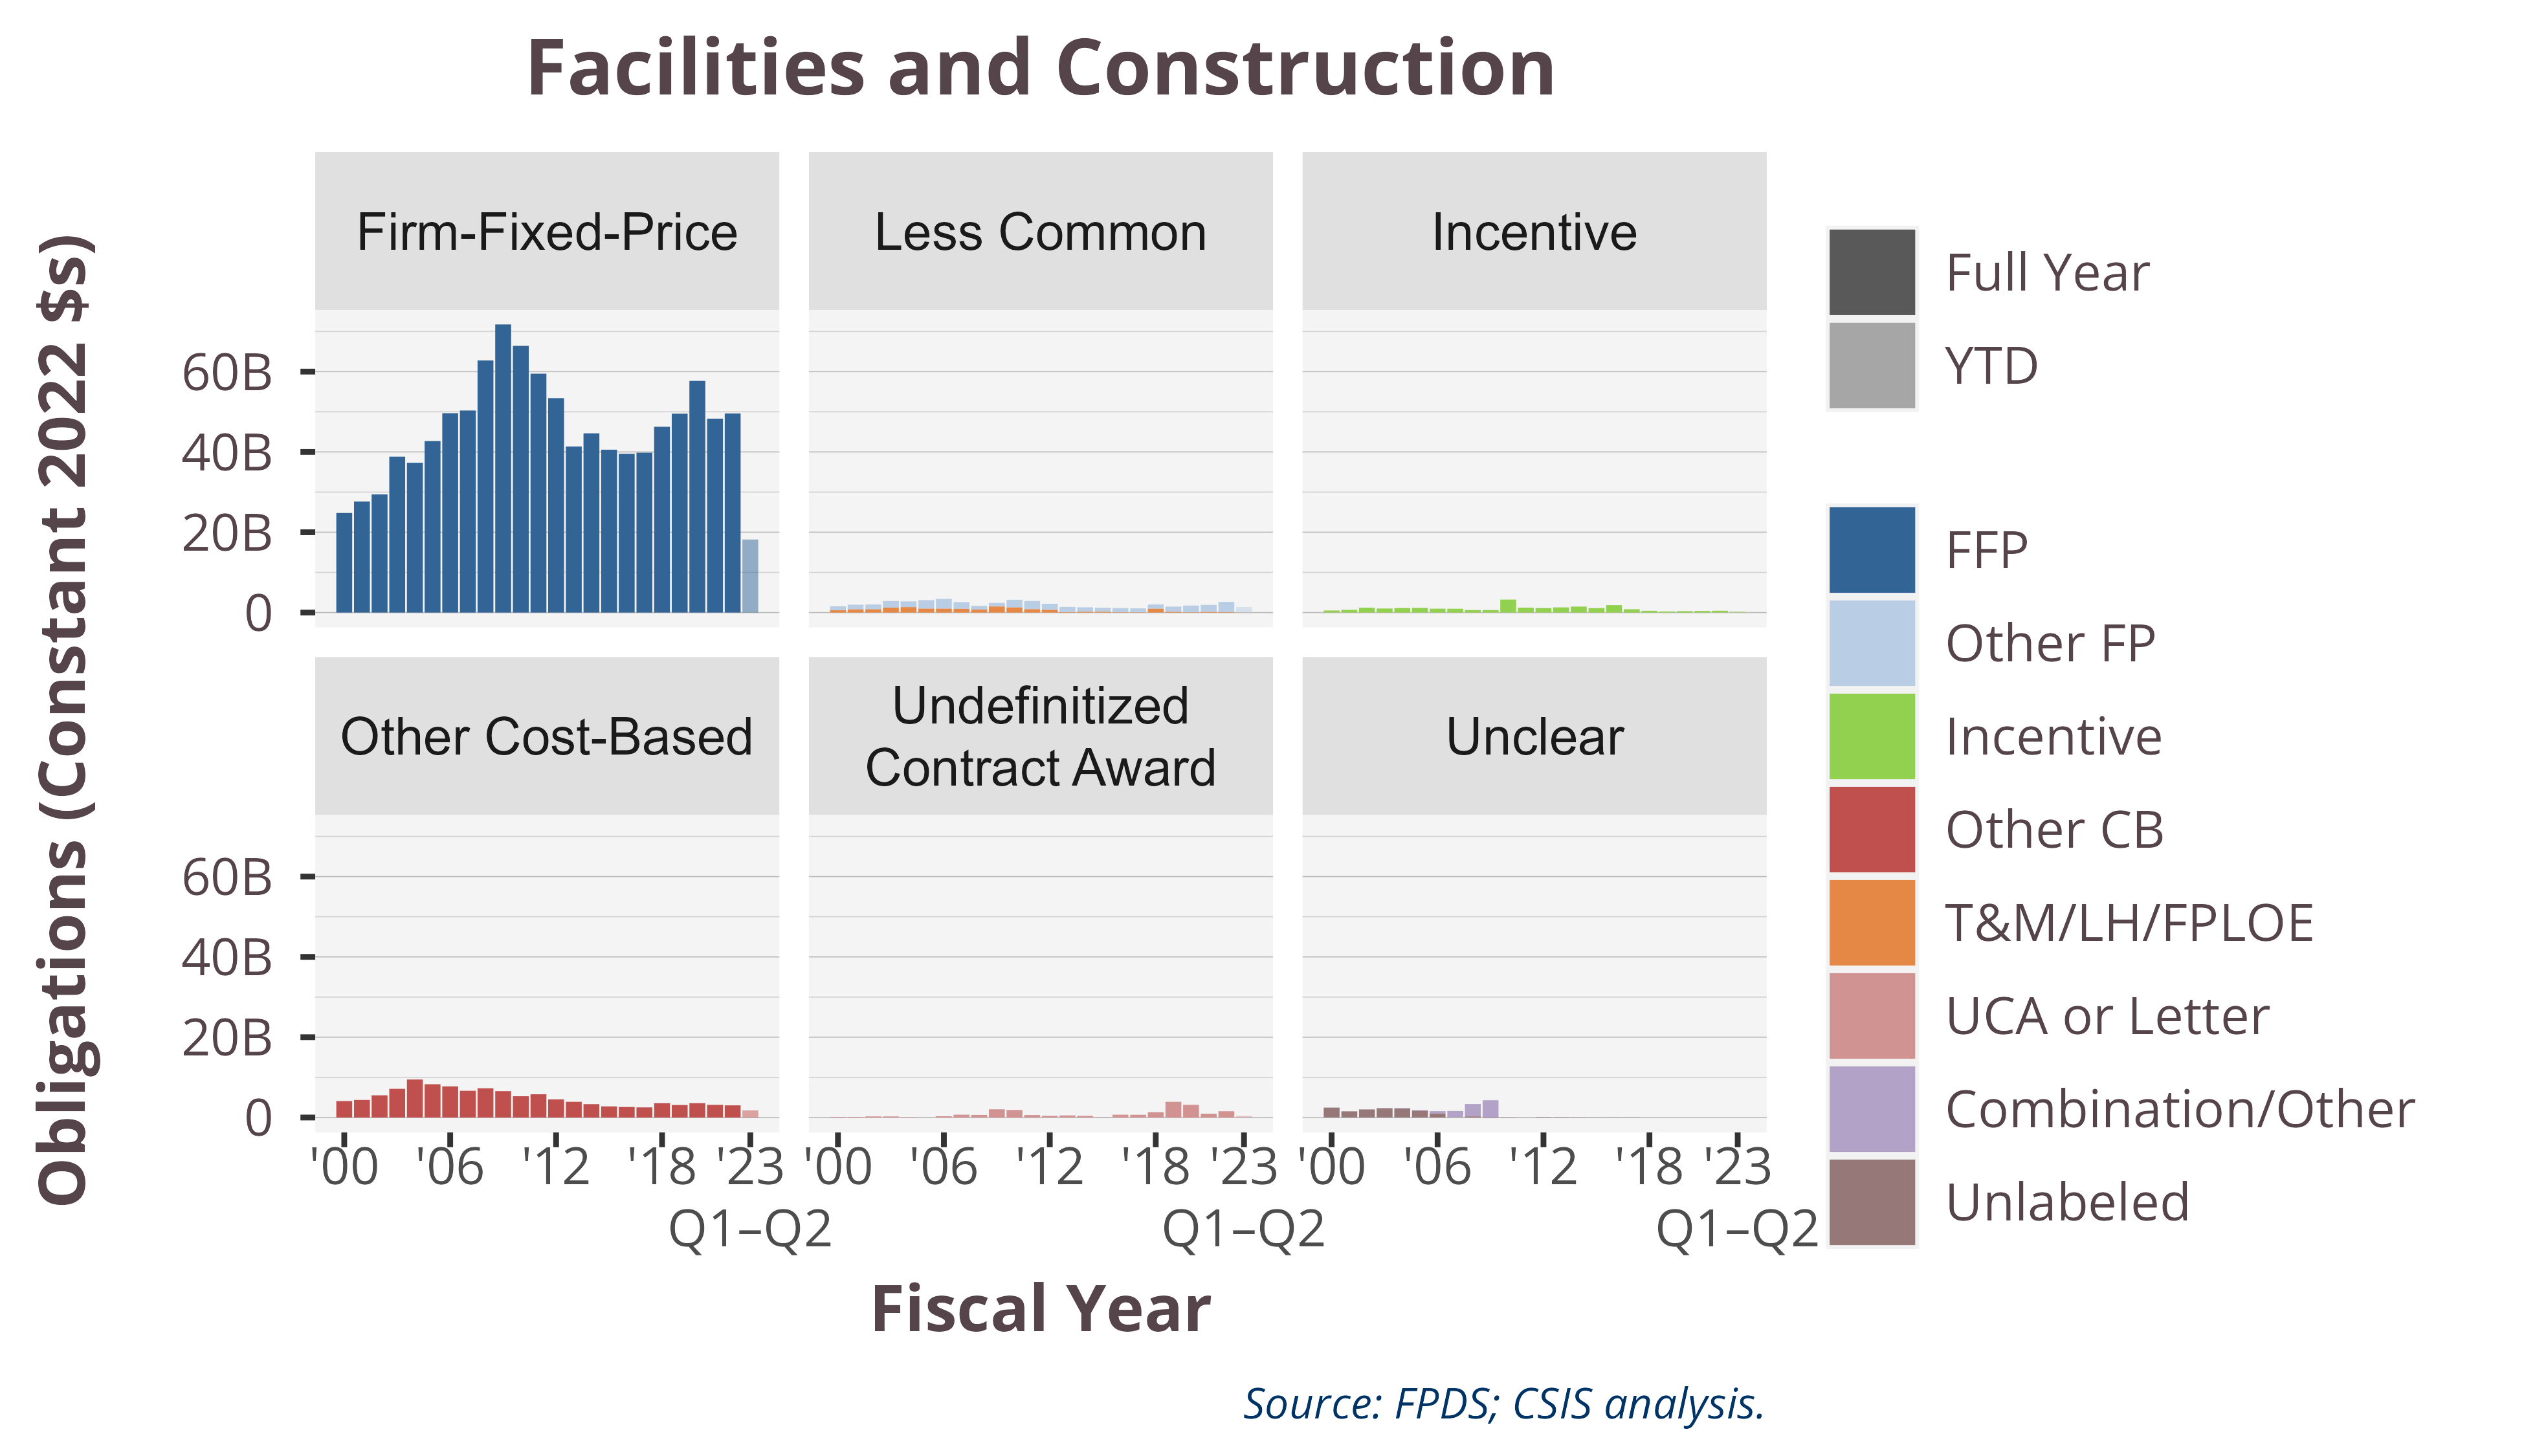 Facilities and Construction
Obligations (Constant 2022 $s)
Firm-Fixed-Price
Less Common
Incentive
60B
40B
20B
0
Other Cost-Based
Undefinitized
Contract Award
Unclear
60B
40B
20B
0
'00 '06 '12 '18 '23
Q1–Q2
'00 '06 '12 '18 '23
Q1–Q2
'00 '06 '12 '18 '23
Q1–Q2
Fiscal Year
Full Year
YTD
FFP
Other FP
Incentive
Other CB
T&M/LH/FPLOE
UCA or Letter
Combination/Other
Unlabeled
Source: FPDS; CSIS analysis.